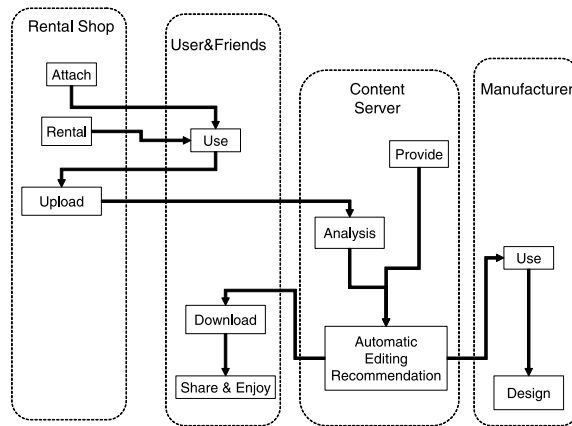 Rental Shop
Attach
Rental
Upload
User&Friends
Use
Download
Share & Enjoy
Content
Server
Provide
Analysis
Automatic
Editing
Recommendation
Manufacturer
Use
Design